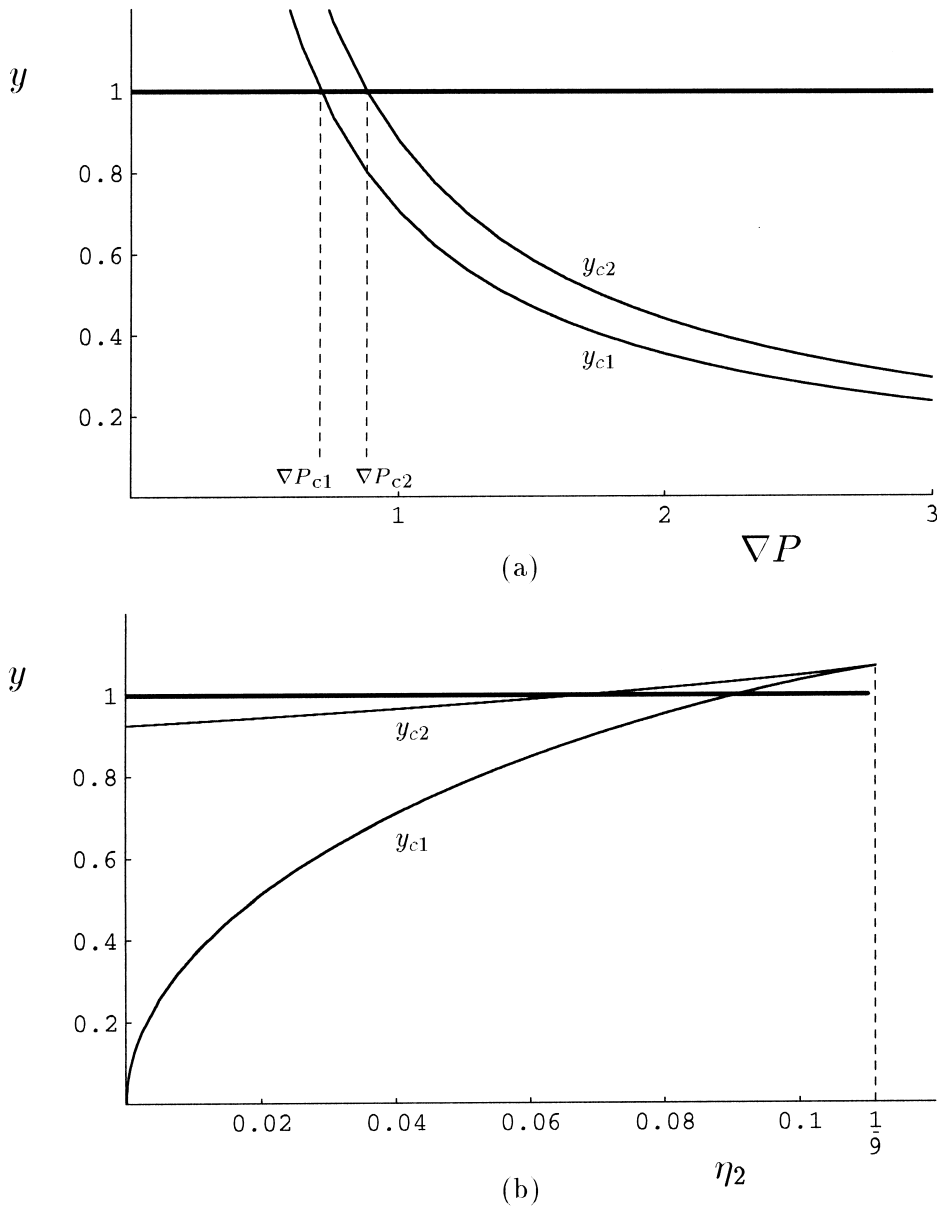 y
1
0.8
0.6
0.4
0.2
y_{c2}
y_{c1}
∇P_{c1} ∇P_{c2}
1 2 3
∇P
(a)
y
1
0.8
0.6
0.4
0.2
y_{c2}
y_{c1}
0.02 0.04 0.06 0.08 0.1 1/9
η_2
(b)